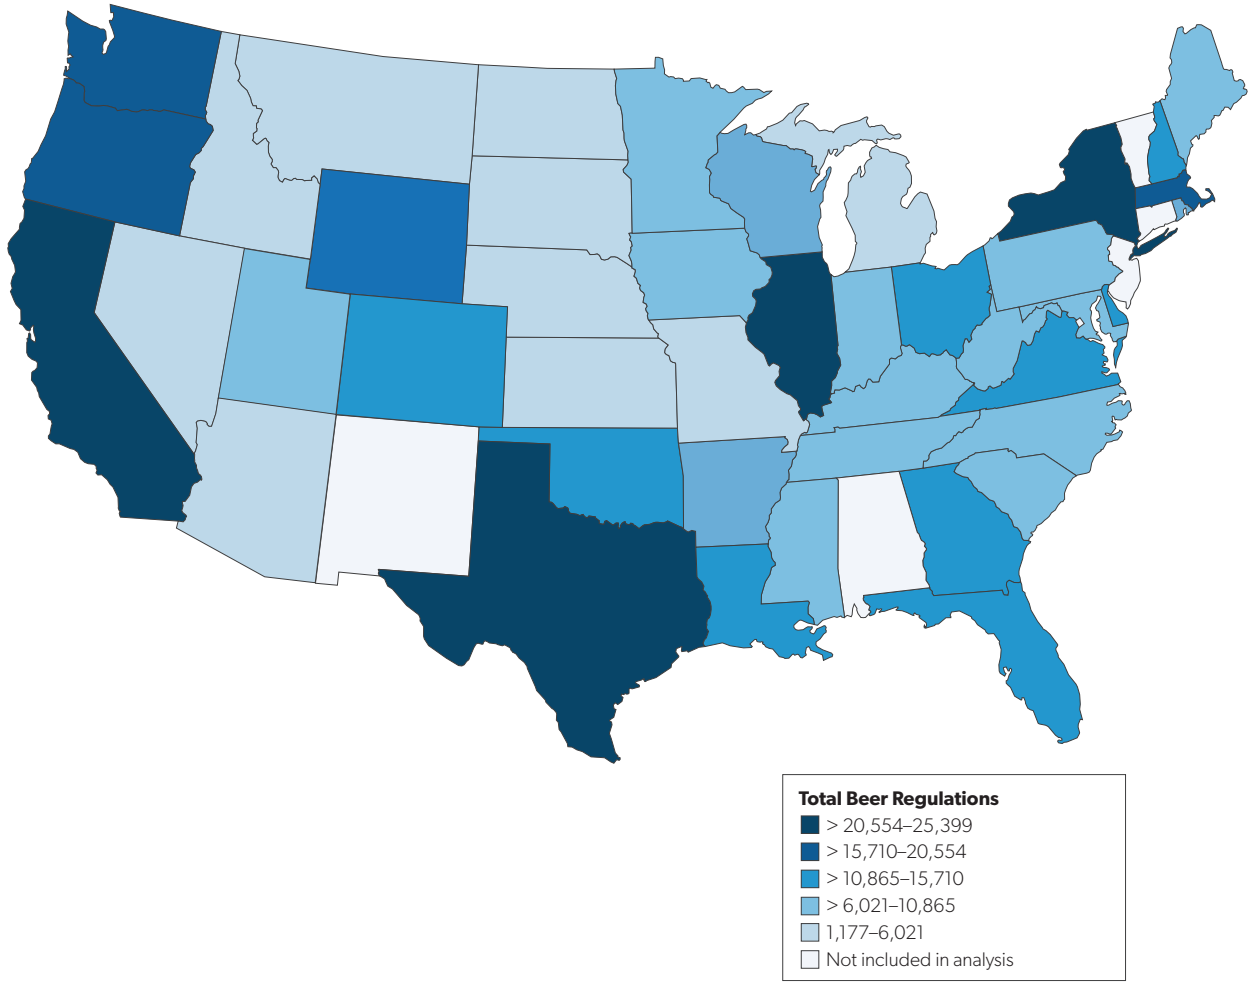 Total Beer Regulations
> 20,554–25,399
> 15,710–20,554
> 10,865–15,710
> 6,021–10,865
1,177–6,021
Not included in analysis